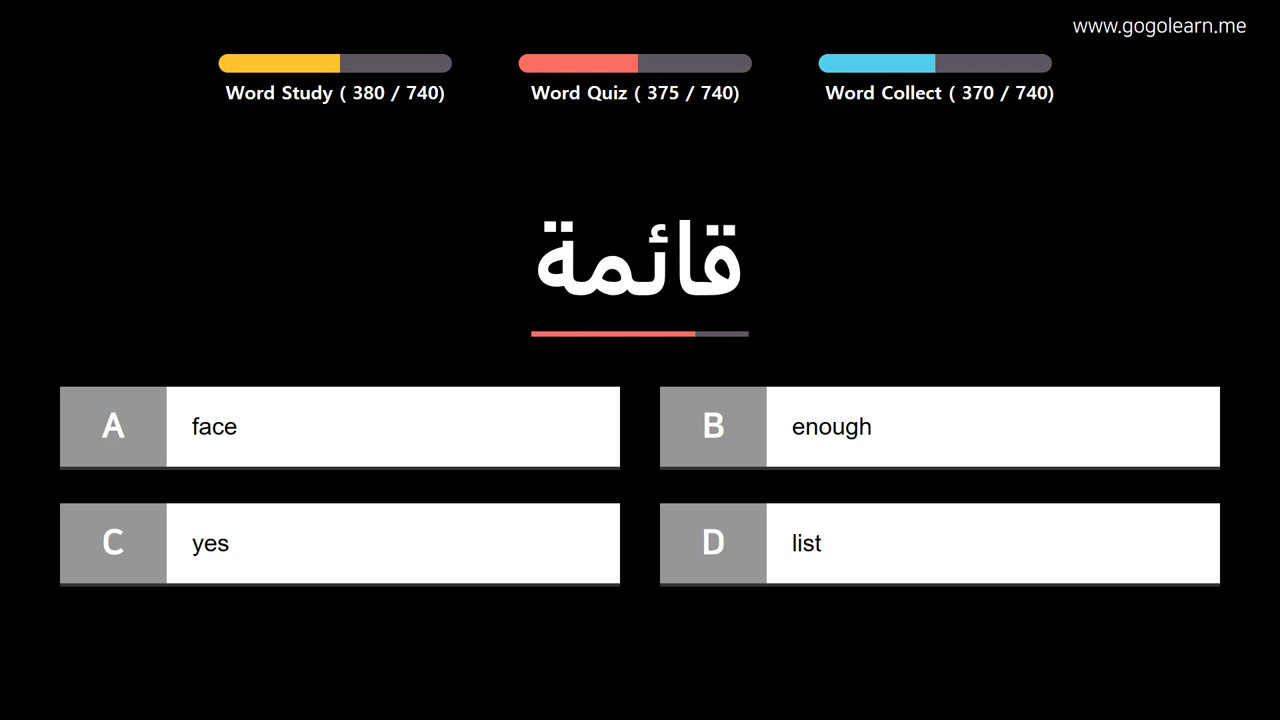 www.gogolearn.me
Word Study ( 380 / 740)
Word Quiz ( 375 / 740)
Word Collect ( 370 / 740)
قائمة
A face
B enough
C yes
D list